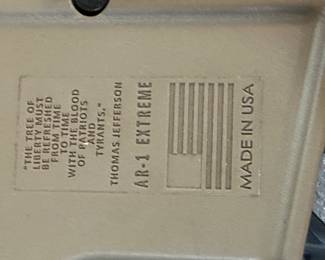 "THE TREE OF
LIBERTY MUST
BE REFRESHED
FROM TIME
TO TIME
WITH THE BLOOD
OF PATRIOTS
AND
TYRANTS,"
THOMAS JEFFERSON
AR-1 EXTREME
MADE IN USA